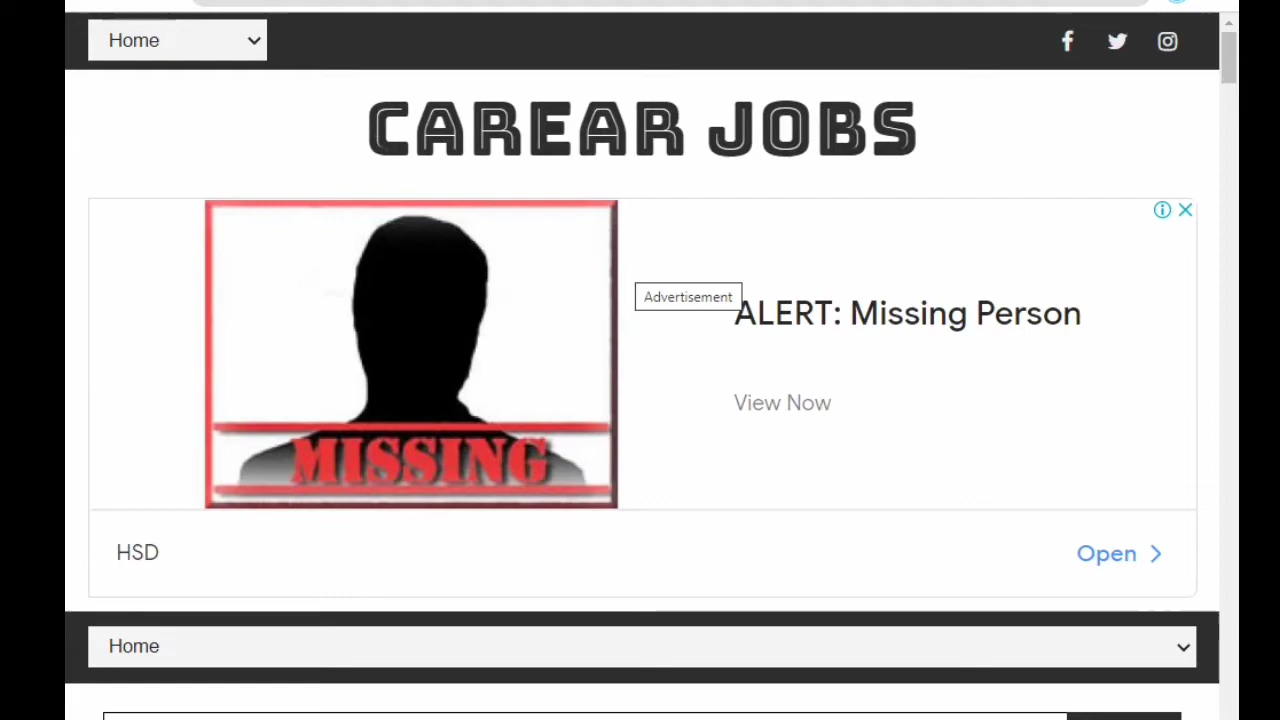 Home
CAREAR JOBS
Advertisement
ALERT: Missing Person
View Now
MISSING
HSD
Open
Home